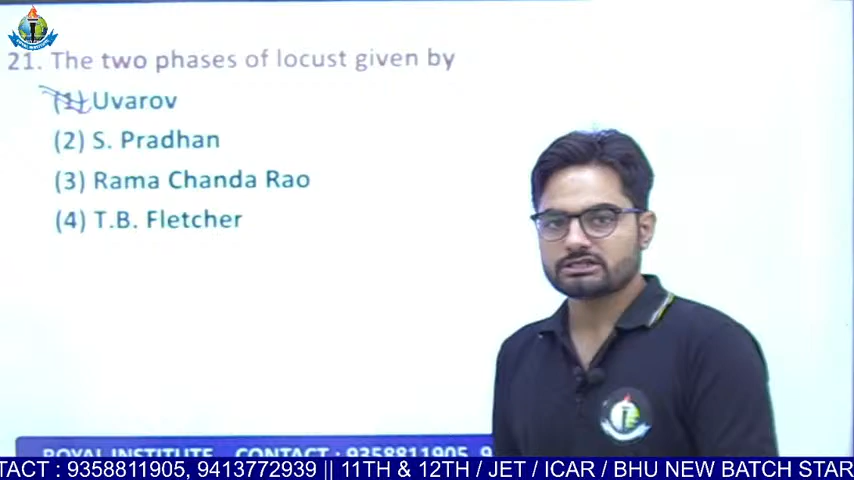 21. The two phases of locust given by
(1) Uvarov
(2) S. Pradhan
(3) Rama Chanda Rao
(4) T.B. Fletcher
ROYAL INSTITUTE CONTACT : 9358811905, 9
TACT : 9358811905, 9413772939 || 11TH & 12TH / JET / ICAR / BHU NEW BATCH STAR